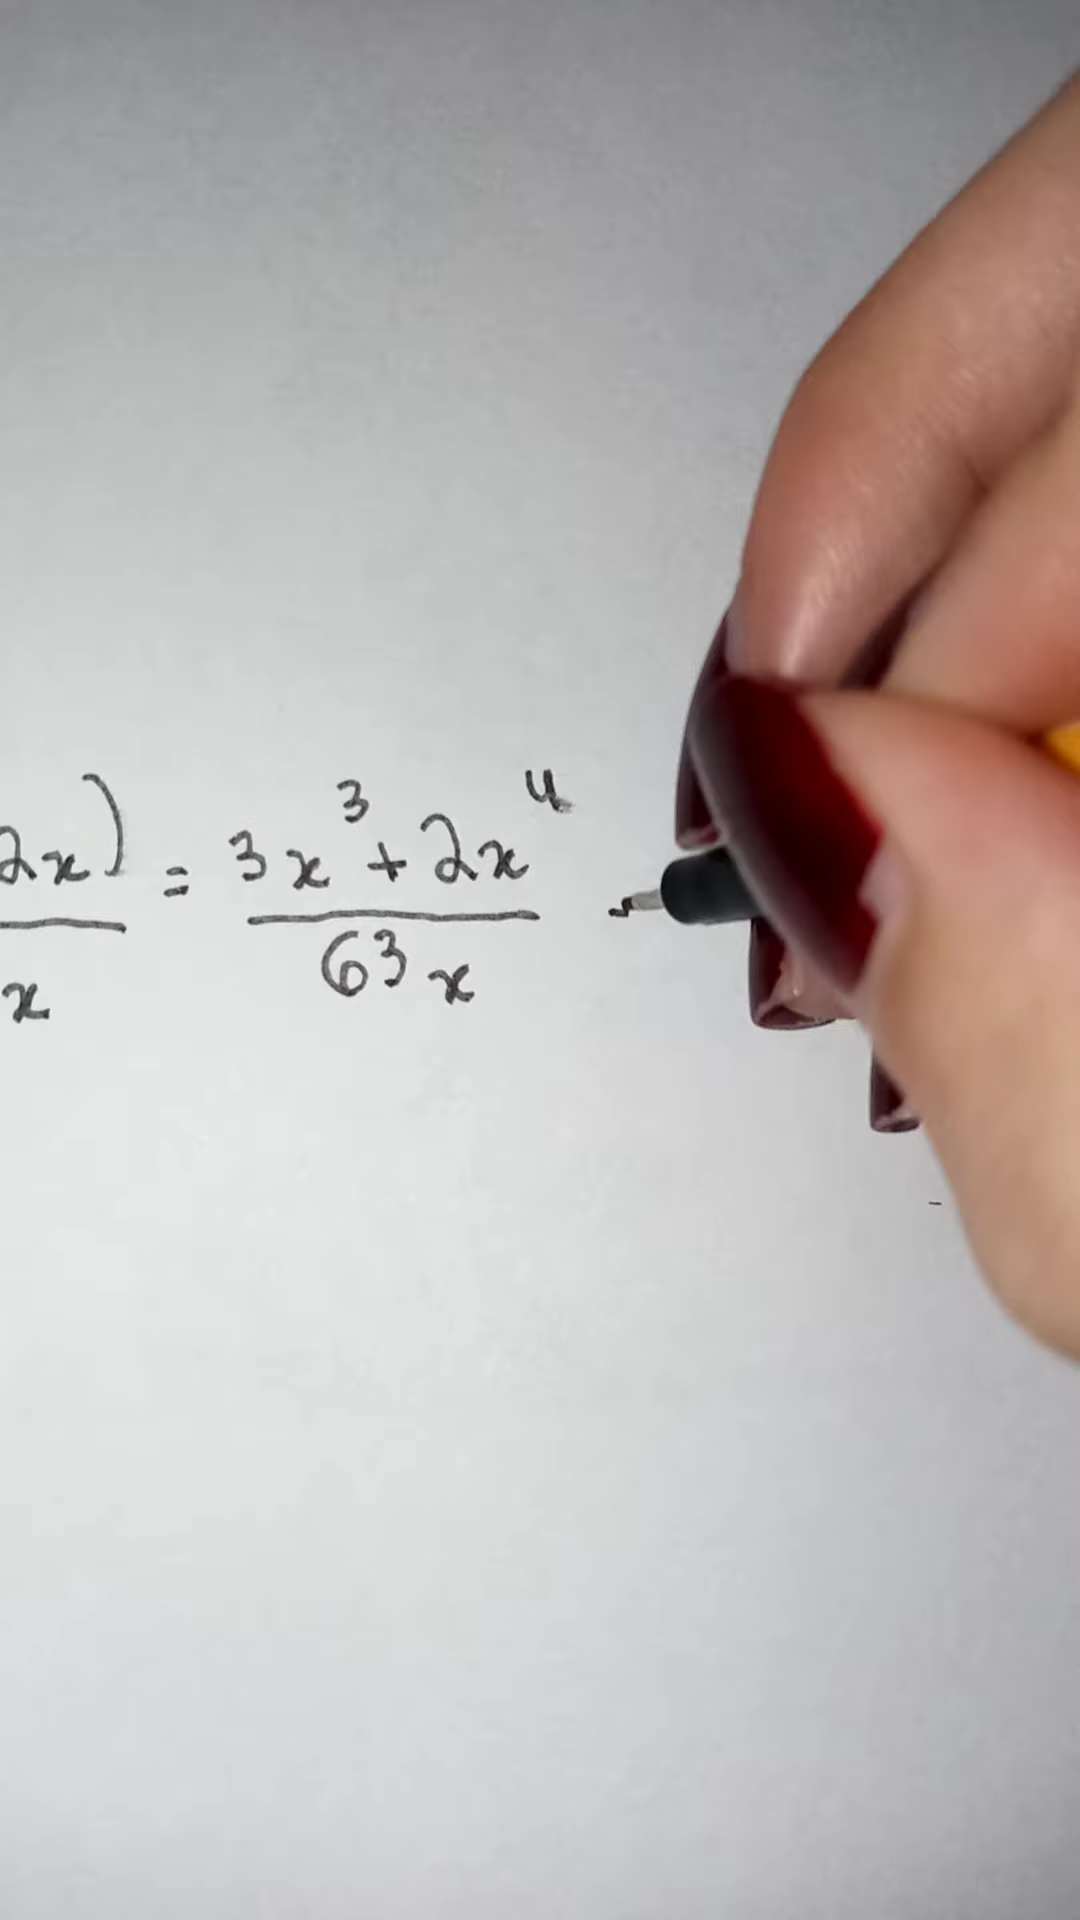 2x) = 3x³ + 2x⁴
x 63x